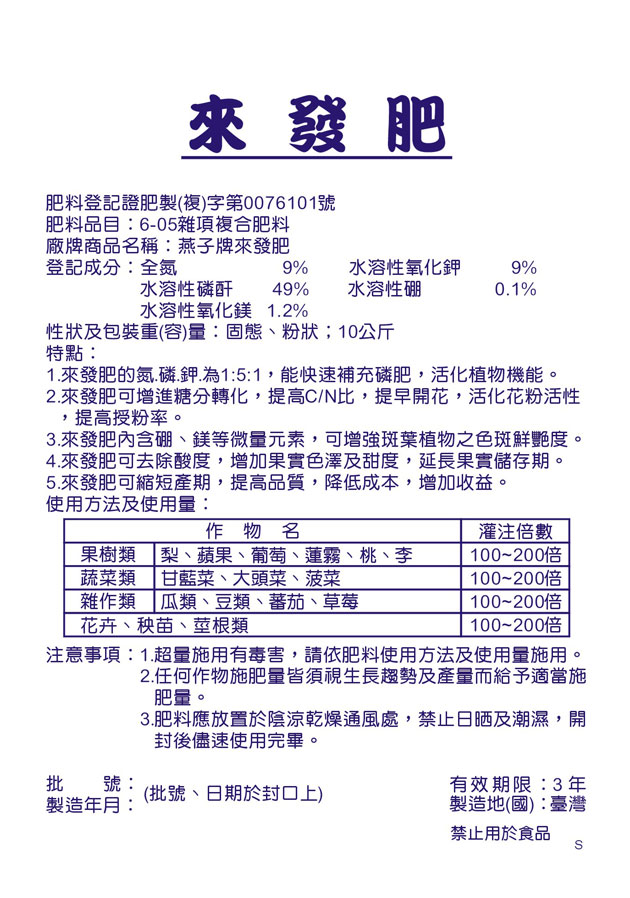 來發肥
肥料登記證肥製(複)字第0076101號
肥料品目：6-05雜項複合肥料
廠牌商品名稱：燕子牌來發肥
登記成分：全氮 9% 水溶性氧化鉀 9%
水溶性磷酐 49% 水溶性硼 0.1%
水溶性氧化鎂 1.2%
性狀及包裝重(容)量：固態、粉狀；10公斤
特點：
1.來發肥的氮.磷.鉀.為1:5:1，能快速補充磷肥，活化植物機能。
2.來發肥可增進糖分轉化，提高C/N比，提早開花，活化花粉活性
，提高授粉率。
3.來發肥內含硼、鎂等微量元素，可增強斑葉植物之色斑鮮艷度。
4.來發肥可去除酸度，增加果實色澤及甜度，延長果實儲存期。
5.來發肥可縮短產期，提高品質，降低成本，增加收益。
使用方法及使用量：
作物名 灌注倍數
果樹類 梨、蘋果、葡萄、蓮霧、桃、李 100~200倍
蔬菜類 甘藍菜、大頭菜、菠菜 100~200倍
雜作類 瓜類、豆類、蕃茄、草莓 100~200倍
花卉、秧苗、莖根類 100~200倍
注意事項：1.超量施用有毒害，請依肥料使用方法及使用量施用。
2.任何作物施肥量皆須視生長趨勢及產量而給予適當施
肥量。
3.肥料應放置於陰涼乾燥通風處，禁止日晒及潮濕，開
封後儘速使用完畢。
批號：
製造年月：
(批號、日期於封口上)
有效期限：3年
製造地(國)：臺灣
禁止用於食品
S